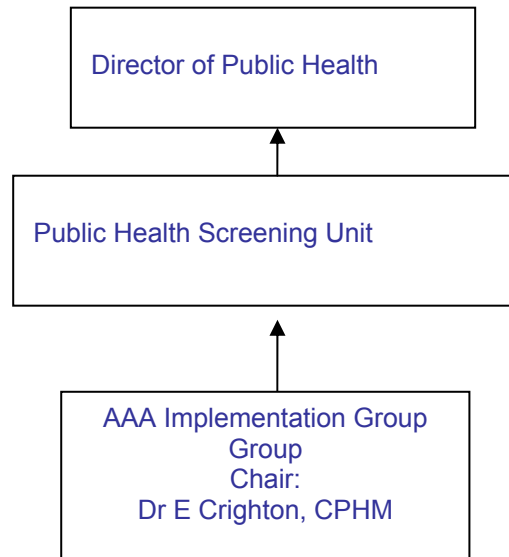 Director of Public Health
Public Health Screening Unit
AAA Implementation Group
Group
Chair:
Dr E Crighton, CPHM